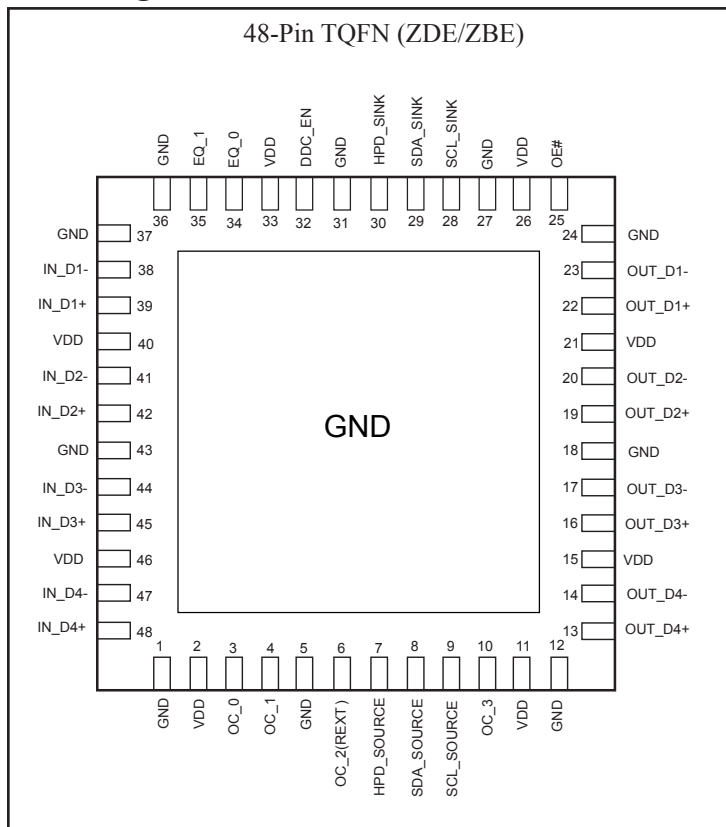 48-Pin TQFN (ZDE/ZBE)
GND
EQ_1
EQ_0
VDD
DDC_EN
GND
HPD_SINK
SDA_SINK
SCL_SINK
GND
VDD
OE#
36 35 34 33 32 31 30 29 28 27 26 25
GND 37
IN_D1- 38
IN_D1+ 39
VDD 40
IN_D2- 41
IN_D2+ 42
GND 43
IN_D3- 44
IN_D3+ 45
VDD 46
IN_D4- 47
IN_D4+ 48
GND
24 GND
23 OUT_D1-
22 OUT_D1+
21 VDD
20 OUT_D2-
19 OUT_D2+
18 GND
17 OUT_D3-
16 OUT_D3+
15 VDD
14 OUT_D4-
13 OUT_D4+
1 2 3 4 5 6 7 8 9 10 11 12
GND
VDD
OC_0
OC_1
GND
OC_2(REXT)
HPD_SOURCE
SDA_SOURCE
SCL_SOURCE
OC_3
VDD
GND